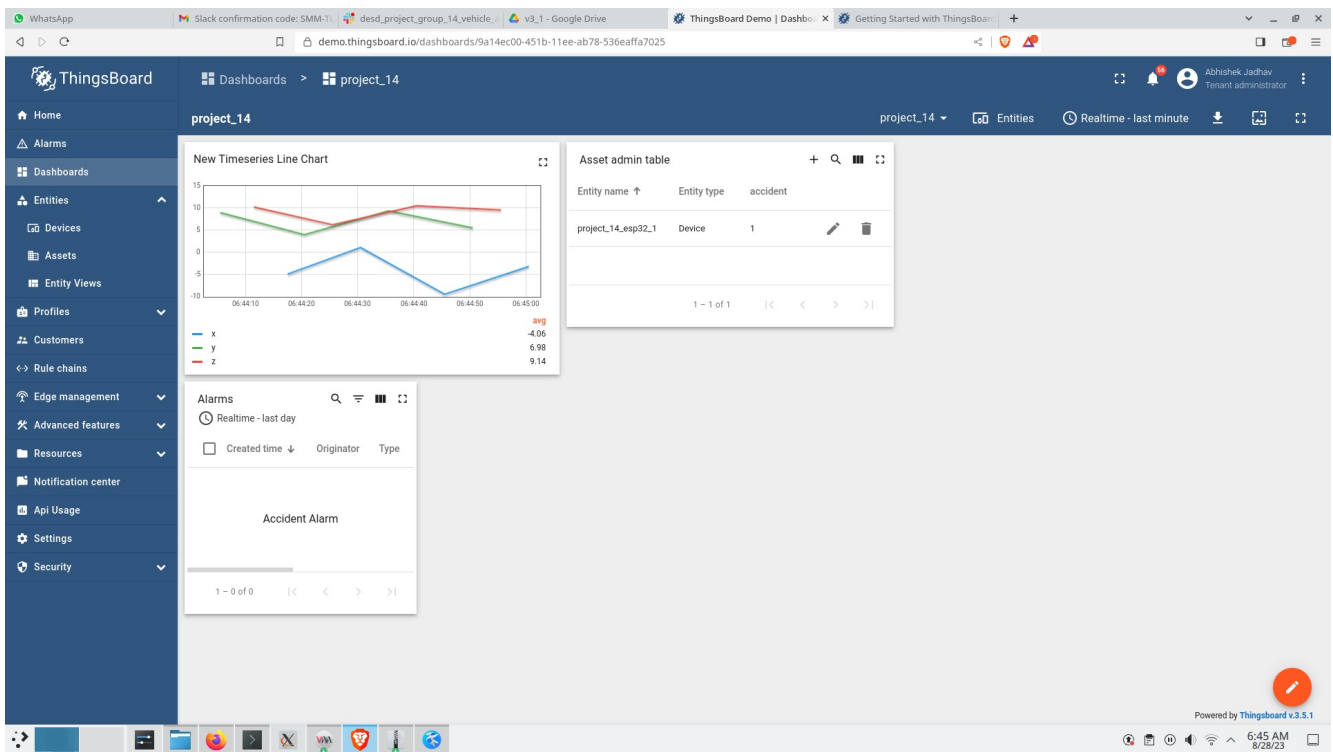 WhatsApp
Slack confirmation code: SMM-T
desd_project_group_14_vehicle_a
v3_1 - Google Drive
ThingsBoard Demo | Dashbo
Getting Started with ThingsBoar
demo.thingsboard.io/dashboards/9a14ec00-451b-11ee-ab78-536eaffa7025
ThingsBoard
Dashboards > project_14
56
Abhishek Jadhav
Tenant administrator
Home
Alarms
Dashboards
Entities
Devices
Assets
Entity Views
Profiles
Customers
Rule chains
Edge management
Advanced features
Resources
Notification center
Api Usage
Settings
Security
project_14
project_14
Entities
Realtime - last minute
New Timeseries Line Chart
15
10
5
0
-5
-10
06:44:10 06:44:20 06:44:30 06:44:40 06:44:50 06:45:00
avg
x -4.06
y 6.98
z 9.14
Asset admin table
Entity name Entity type accident
project_14_esp32_1 Device 1
1 – 1 of 1
Alarms
Realtime - last day
Created time Originator Type
Accident Alarm
1 – 0 of 0
Powered by Thingsboard v.3.5.1
6:45 AM
8/28/23